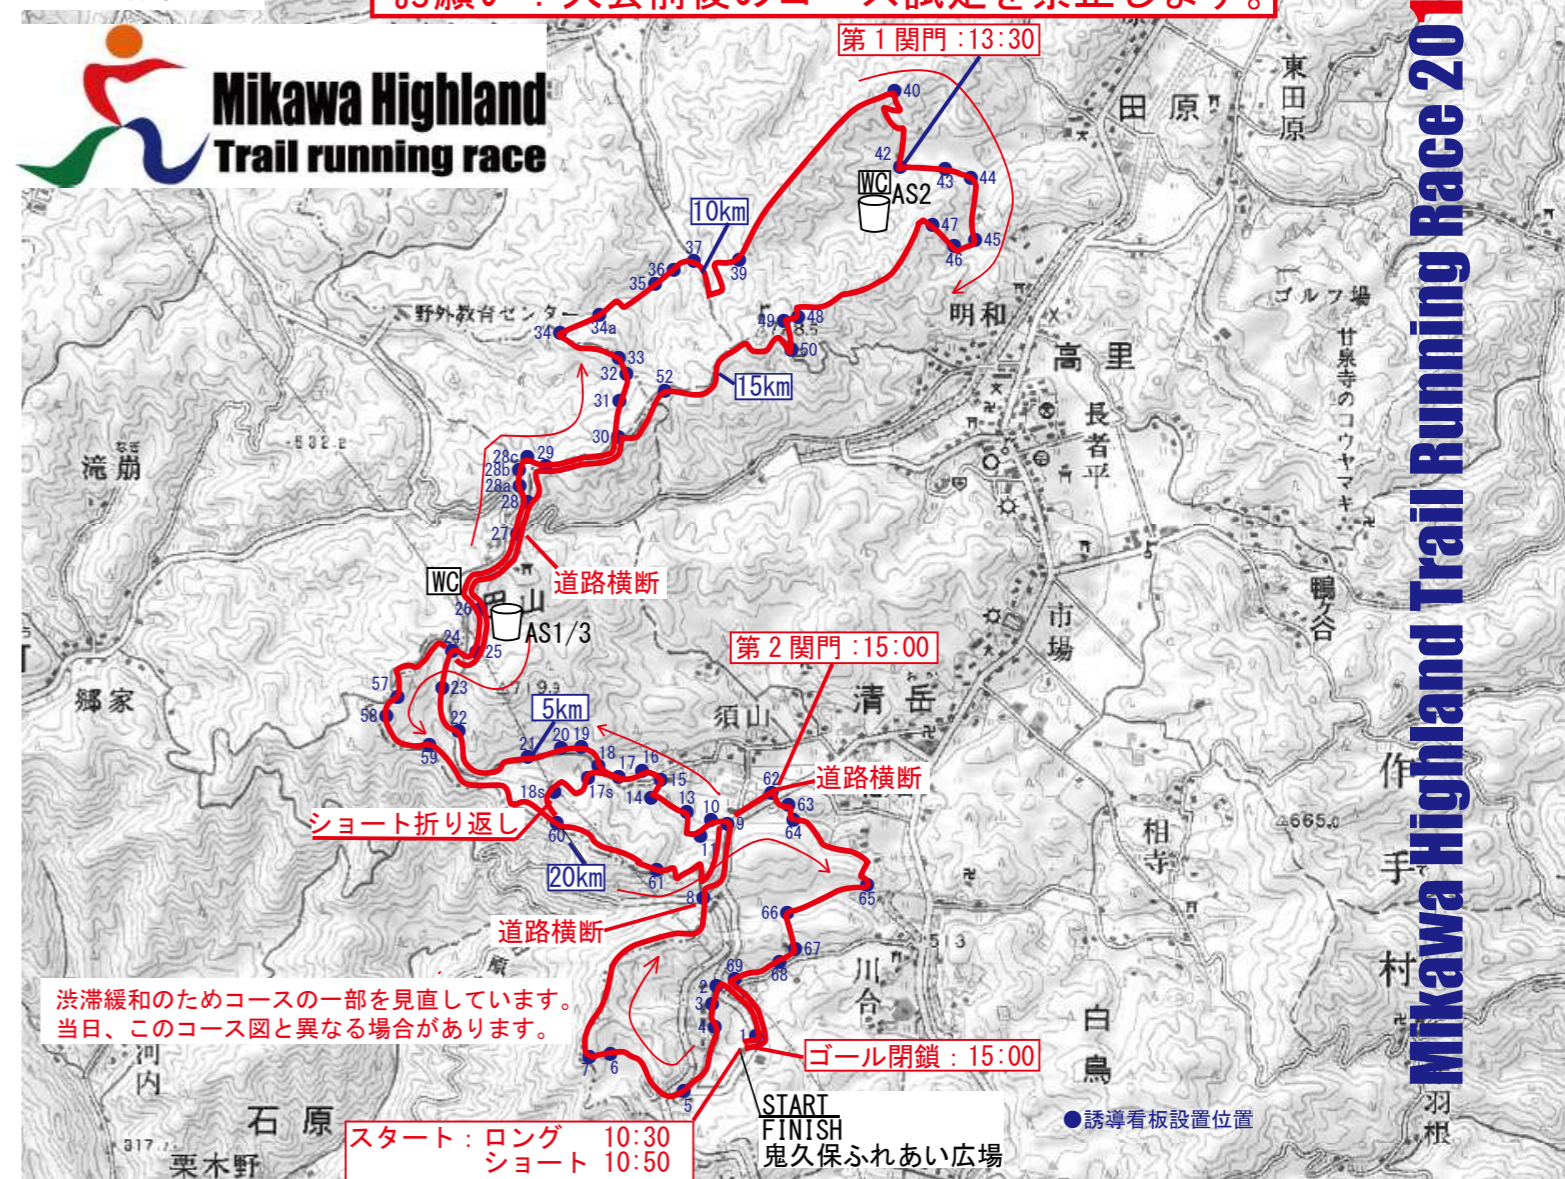 Mikawa Highland
Trail running race
Mikawa Highland Trail Running Race 201
第1関門:13:30
40
42
43
44
WC
AS2
47
45
46
10km
37
36
35
39
野外教育センター
34a
34
33
32
31
30
49
48
50
52
15km
明和
高里
長者平
田原
東田原
ゴルフ場
甘泉寺のコウヤマキ
632.2
滝崩
28c
29
28b
28a
28
27
道路横断
WC
26
AS1/3
24
25
719.9
鴨ヶ谷
市場
第2関門:15:00
清岳
須山
郷家
57
58
59
23
22
5km
21
20
19
18
17
16
15
17s
18s
14
13
10
9
11
62
道路横断
63
64
ショート折り返し
60
20km
61
8
道路横断
65
66
67
68
69
513
川合
相寺
665.0
作手村
白鳥
羽根
渋滞緩和のためコースの一部を見直しています。
当日、このコース図と異なる場合があります。
2
3
4
1
7
6
5
ゴール閉鎖:15:00
START
FINISH
鬼久保ふれあい広場
●誘導看板設置位置
スタート:ロング 10:30
ショート 10:50
河内
石原
317
栗木野